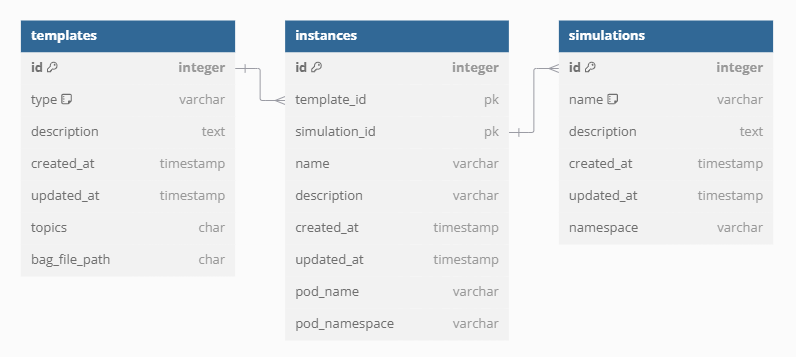 templates
id integer
type varchar
description text
created_at timestamp
updated_at timestamp
topics char
bag_file_path char
instances
id integer
template_id pk
simulation_id pk
name varchar
description varchar
created_at timestamp
updated_at timestamp
pod_name varchar
pod_namespace varchar
simulations
id integer
name varchar
description text
created_at timestamp
updated_at timestamp
namespace varchar